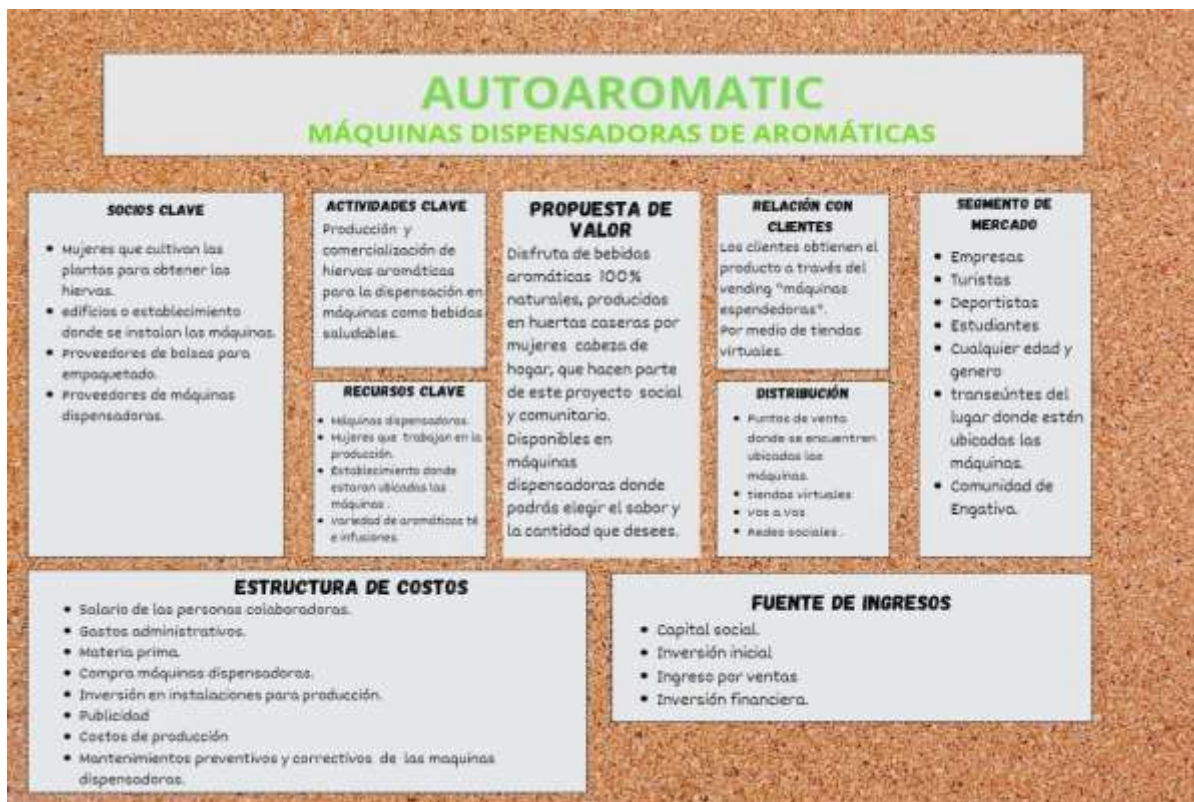 AUTOAROMATIC
MÁQUINAS DISPENSADORAS DE AROMÁTICAS
SOCIOS CLAVE
• Mujeres que cultivan las
plantas para obtener las
hiervas.
• edificios o establecimiento
donde se instalan las máquinas.
• Proveedores de bolsas para
empaquetado.
• Proveedores de máquinas
dispensadoras.
ACTIVIDADES CLAVE
Producción y
comercialización de
hiervas aromáticas
para la dispensación en
máquinas como bebidas
saludables.
RECURSOS CLAVE
• Máquinas dispensadoras.
• Mujeres que trabajan en la
producción.
• Establecimiento donde
estaran ubicadas las
máquinas.
• variedad de aromáticas té
e infusiones.
PROPUESTA DE
VALOR
Disfruta de bebidas
aromáticas 100%
naturales, producidas
en huertas caseras por
mujeres cabeza de
hogar, que hacen parte
de este proyecto social
y comunitario.
Disponibles en
máquinas
dispensadoras donde
podrás elegir el sabor y
la cantidad que desees.
RELACIÓN CON
CLIENTES
Los clientes obtienen el
producto a través del
vending "máquinas
espendedoras".
Por medio de tiendas
virtuales.
DISTRIBUCIÓN
• Puntos de venta
donde se encuentren
ubicadas las
máquinas.
• tiendas virtuales
• vos a vos
• Redes sociales .
SEGMENTO DE
MERCADO
• Empresas
• Turistas
• Deportistas
• Estudiantes
• Cualquier edad y
genero
• transeúntes del
lugar donde estén
ubicadas las
máquinas.
• Comunidad de
Engativa.
ESTRUCTURA DE COSTOS
• Salario de las personas colaboradoras.
• Gastos administrativos.
• Materia prima.
• Compra máquinas dispensadoras.
• Inversión en instalaciones para producción.
• Publicidad
• Costos de producción
• Mantenimientos preventivos y correctivos de las maquinas
dispensadoras.
FUENTE DE INGRESOS
• Capital social.
• Inversión inicial
• Ingreso por ventas
• Inversión financiera.